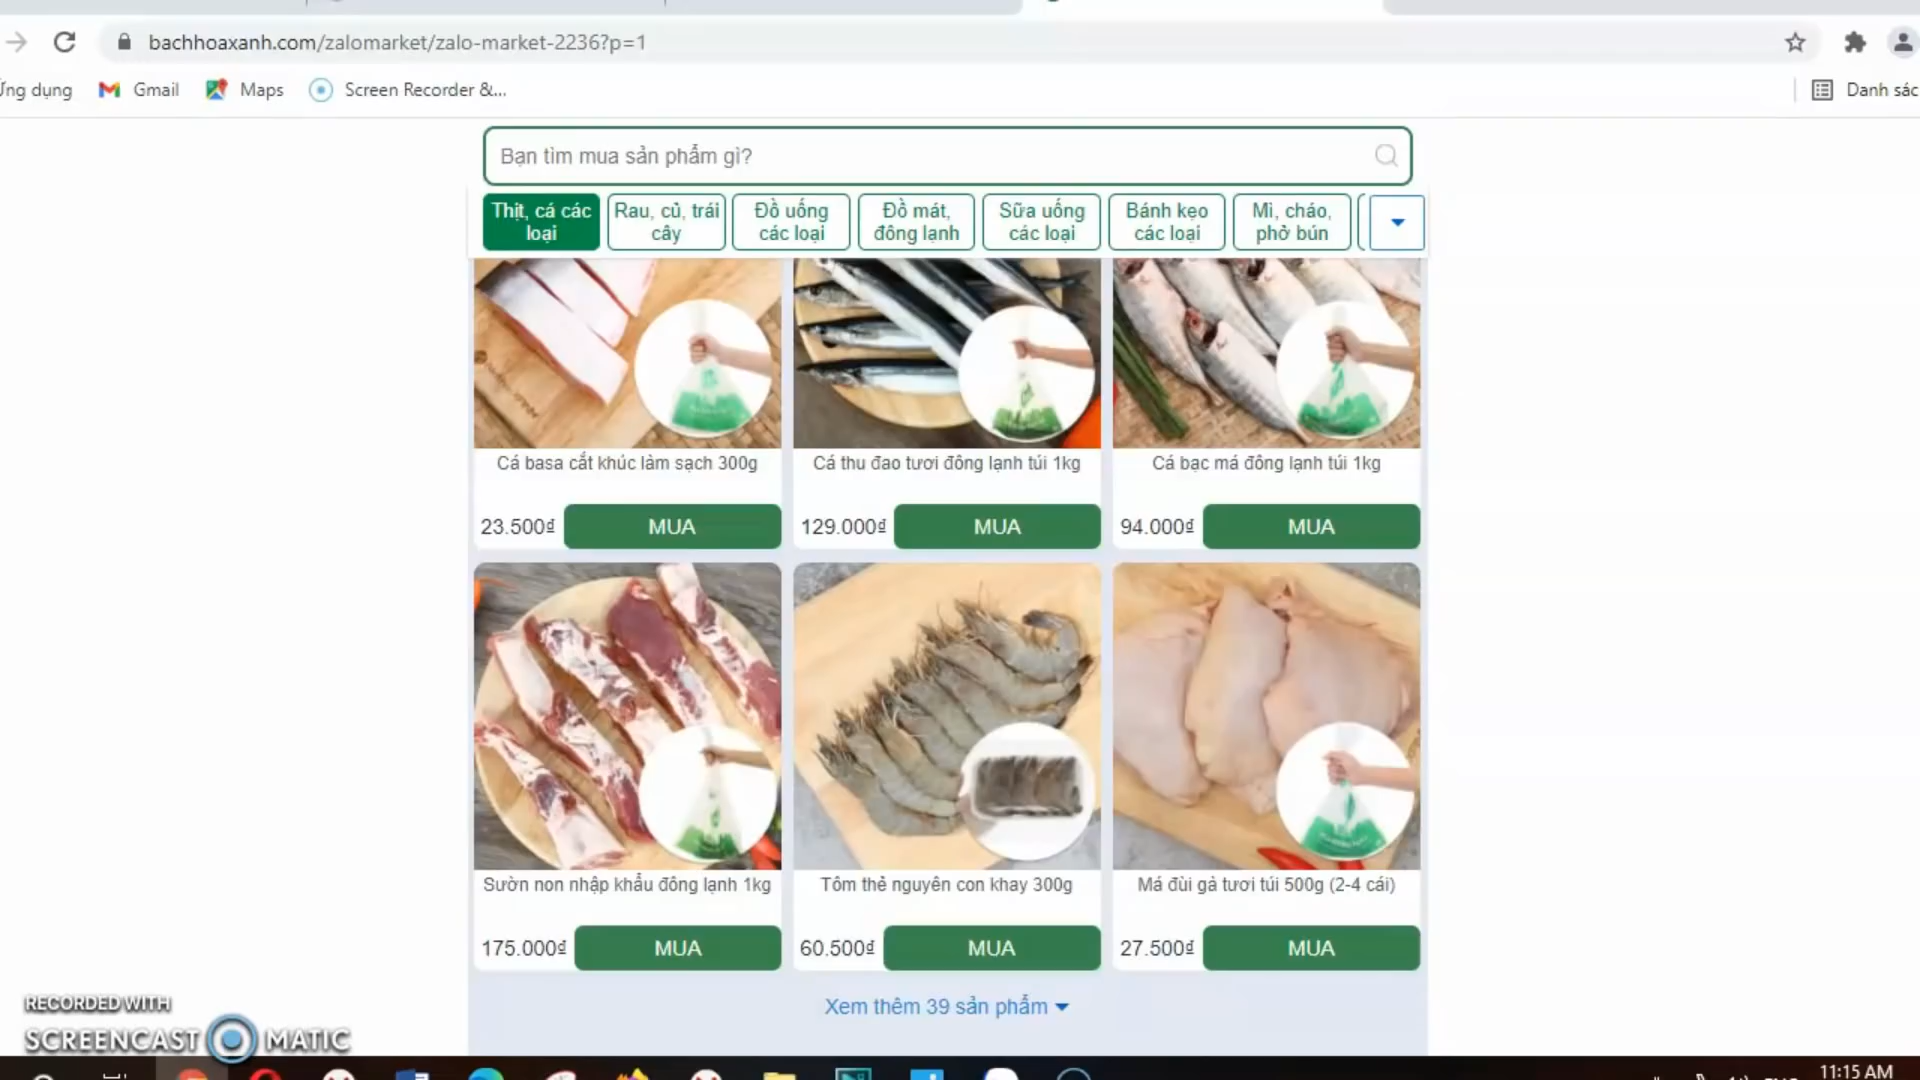 bachhoaxanh.com/zalomarket/zalo-market-2236?p=1
Ứng dụng
Gmail
Maps
Screen Recorder &...
Danh sác
Bạn tìm mua sản phẩm gì?
Thịt, cá các
loại
Rau, củ, trái
cây
Đồ uống
các loại
Đồ mát,
đông lạnh
Sữa uống
các loại
Bánh kẹo
các loại
Mì, cháo,
phở bún
Cá basa cắt khúc làm sạch 300g
Cá thu đao tươi đông lạnh túi 1kg
Cá bạc má đông lạnh túi 1kg
23.500₫ MUA
129.000₫ MUA
94.000₫ MUA
Sườn non nhập khẩu đông lạnh 1kg
Tôm thẻ nguyên con khay 300g
Má đùi gà tươi túi 500g (2-4 cái)
175.000₫ MUA
60.500₫ MUA
27.500₫ MUA
Xem thêm 39 sản phẩm
RECORDED WITH
SCREENCAST MATIC
11:15 AM